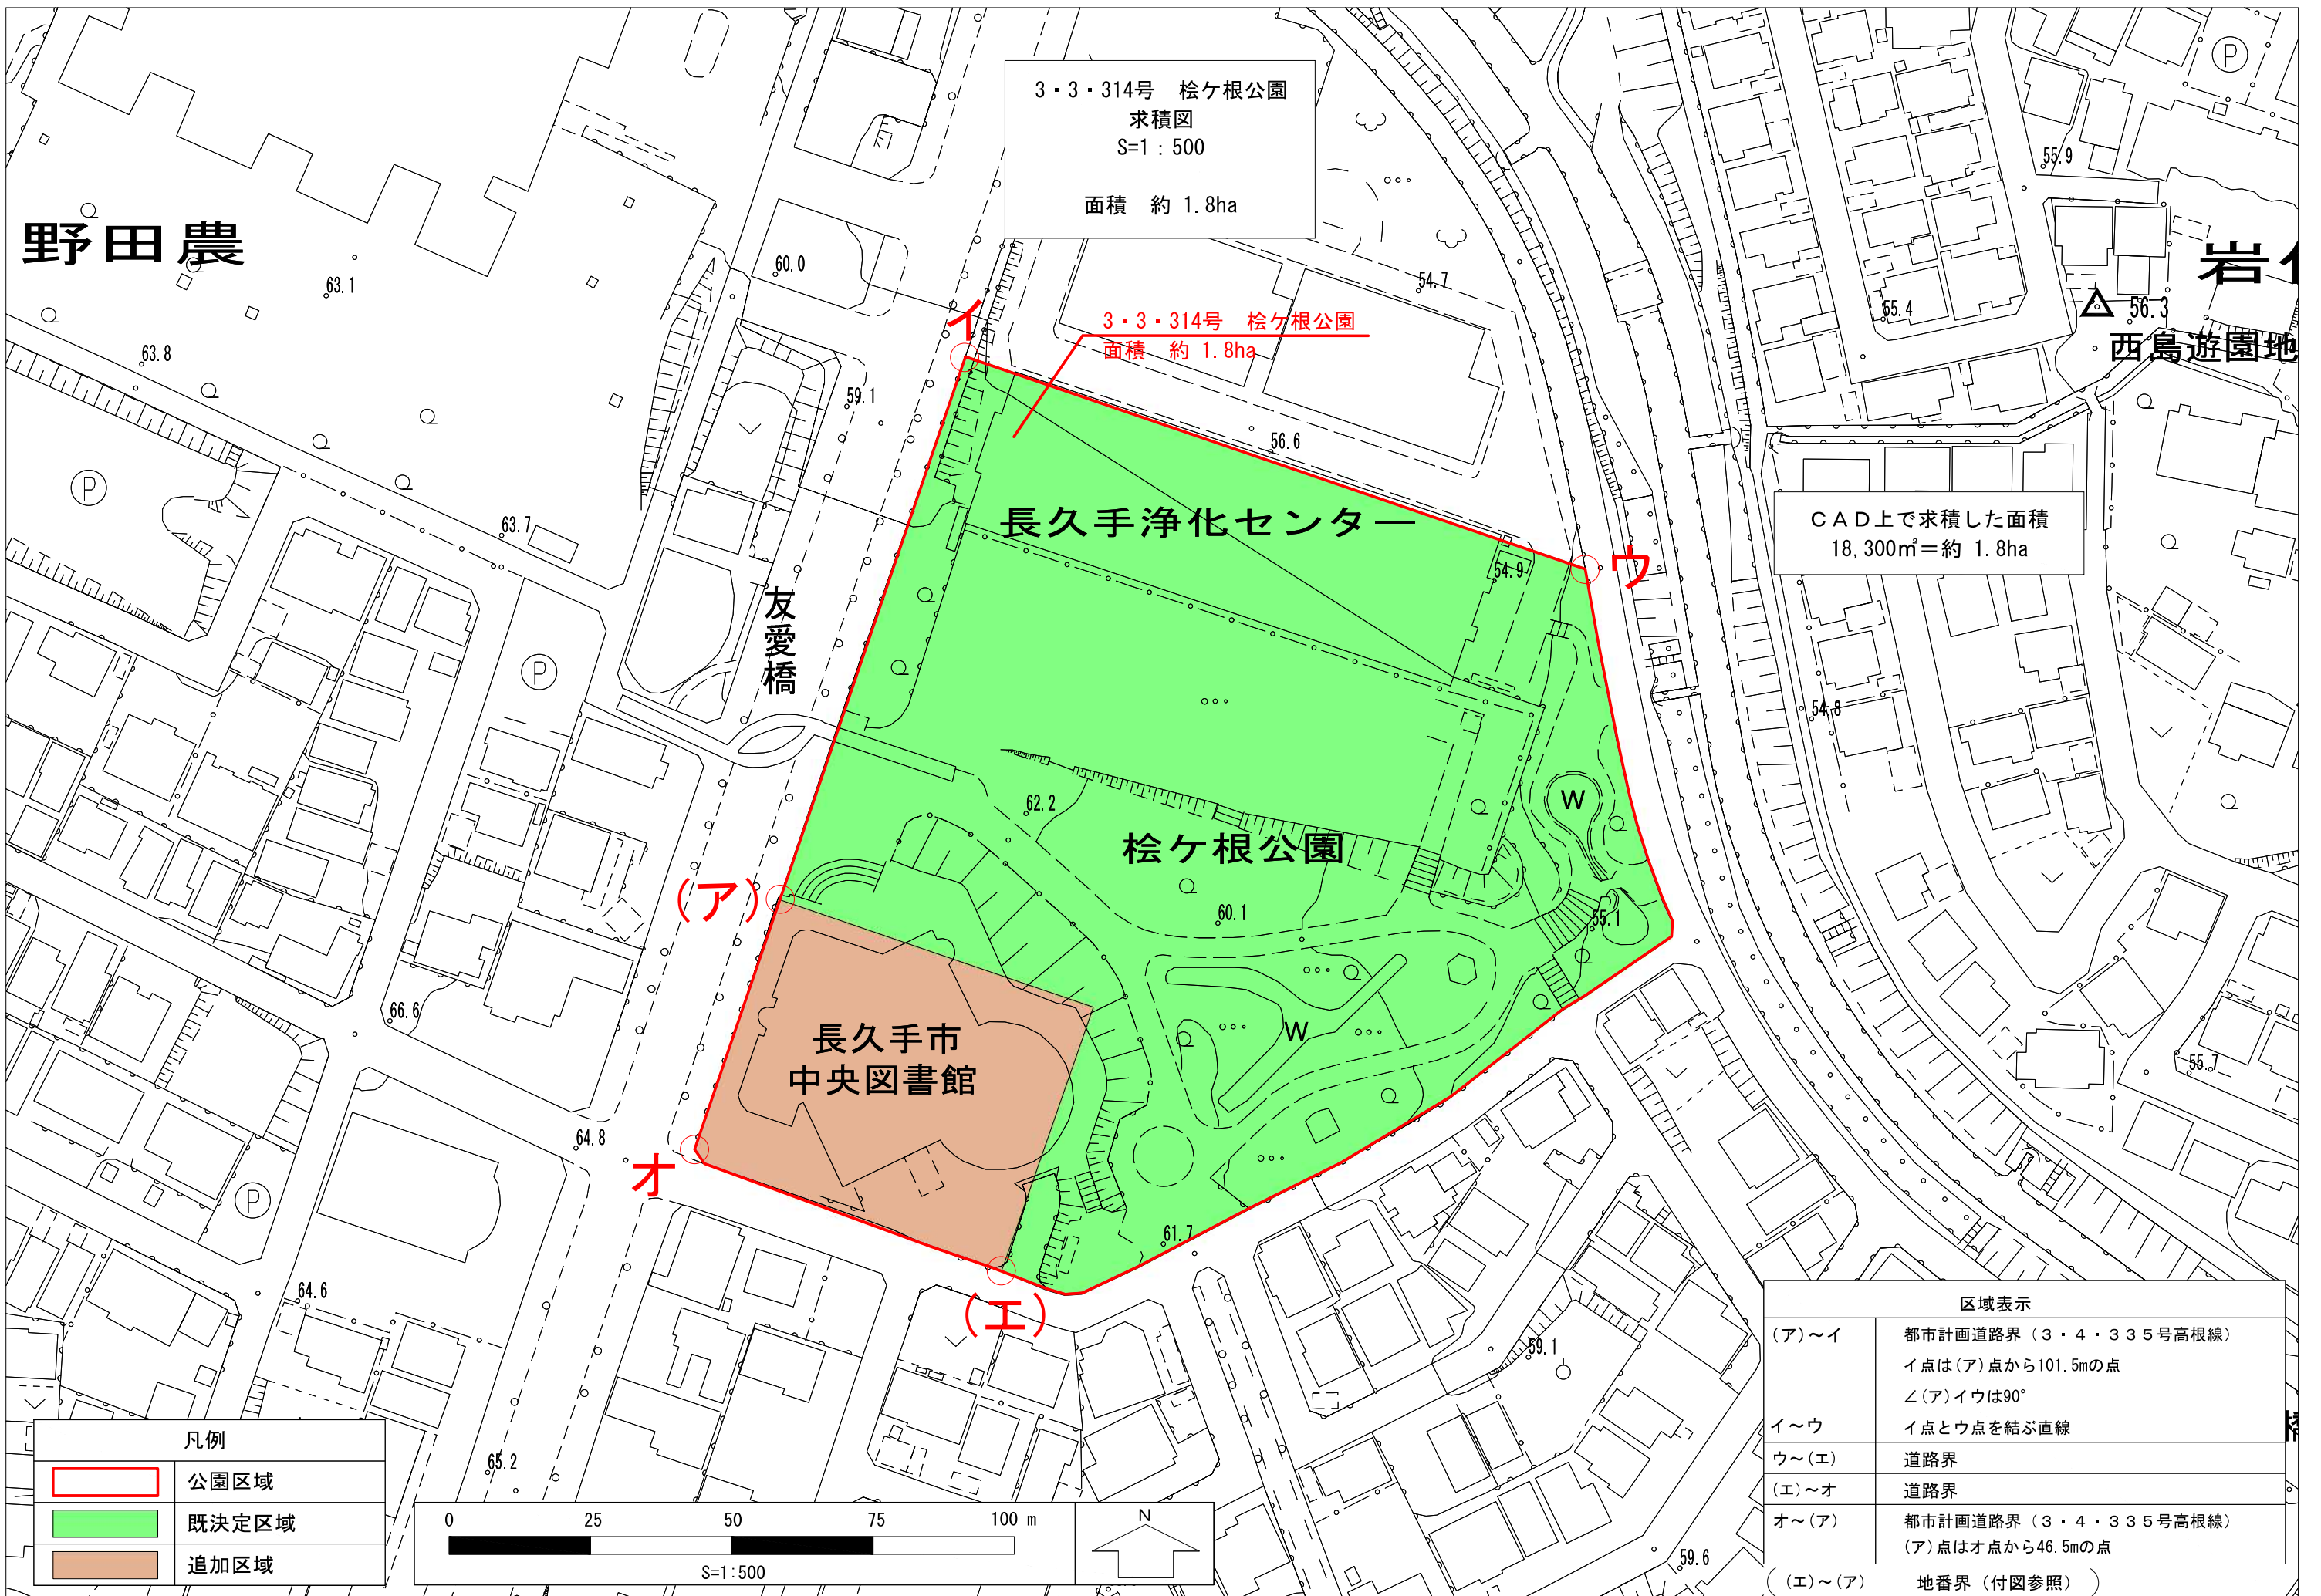 3・3・314号　桧ケ根公園
求積図
S=1：500
面積　約 1.8ha
野田農
63.1
63.8
60.0
59.1
63.7
P
イ
3・3・314号　桧ケ根公園
面積　約 1.8ha
54.7
56.6
P
55.9
岩
56.3
西島遊園地
55.4
長久手浄化センター
54.9
ウ
ＣＡＤ上で求積した面積
18,300㎡＝約 1.8ha
友愛橋
P
54.8
62.2
W
桧ケ根公園
(ア)
60.1
55.1
W
長久手市
中央図書館
66.6
64.8
オ
P
55.7
61.7
(エ)
64.6
59.1
65.2
59.6
凡例
公園区域
既決定区域
追加区域
0 25 50 75 100 m
S=1:500
N
区域表示
(ア)～イ 都市計画道路界（３・４・３３５号高根線）
イ点は(ア)点から101.5mの点
∠(ア)イウは90°
イ～ウ イ点とウ点を結ぶ直線
ウ～(エ) 道路界
(エ)～オ 道路界
オ～(ア) 都市計画道路界（３・４・３３５号高根線）
(ア)点はオ点から46.5mの点
(エ)～(ア) 地番界（付図参照）